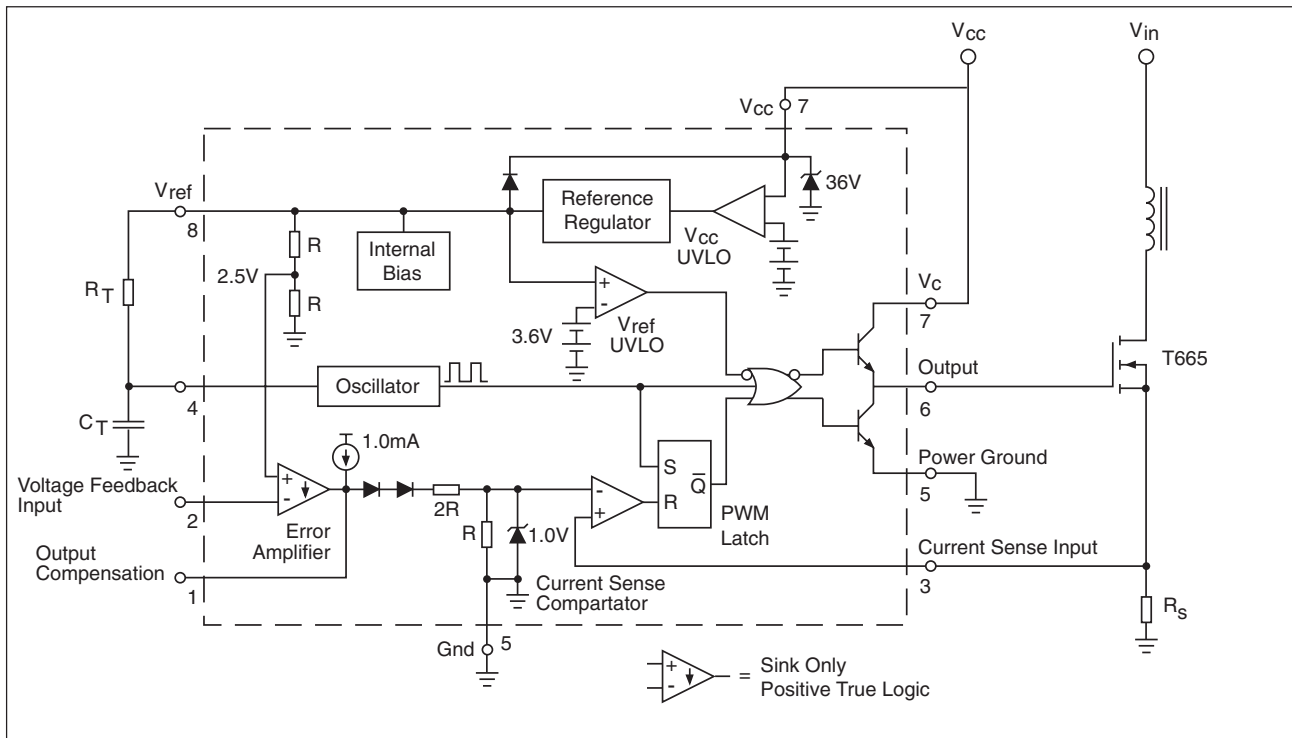 Vcc
Vin
Vcc 7
Vref
8
36V
Reference
Regulator
Vcc
UVLO
Internal
Bias
R
2.5V
R
RT
+
-
3.6V
Vref
UVLO
Vc
7
T665
Oscillator
4
Output
6
CT
1.0mA
S
Q
R
PWM
Latch
Power Ground
5
Voltage Feedback
Input
2
+
-
Error
Amplifier
2R
R
1.0V
-
+
Output
Compensation
1
Current Sense
Compartator
Current Sense Input
3
Rs
Gnd 5
+
-
= Sink Only
Positive True Logic